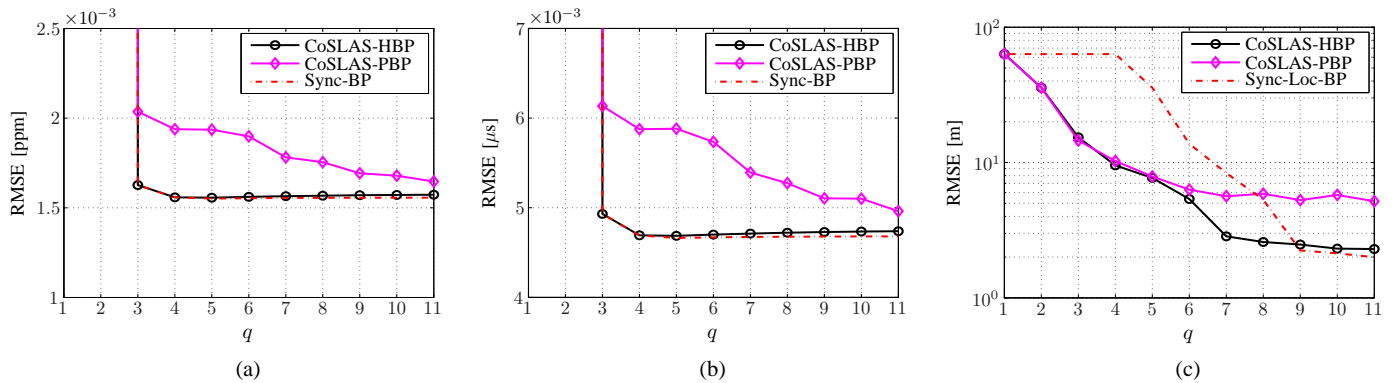 ×10⁻³
2.5
2
1.5
1
RMSE [ppm]
CoSLAS-HBP
CoSLAS-PBP
Sync-BP
1 2 3 4 5 6 7 8 9 10 11
q
(a)
×10⁻³
7
6
5
4
RMSE [μs]
CoSLAS-HBP
CoSLAS-PBP
Sync-BP
1 2 3 4 5 6 7 8 9 10 11
q
(b)
10²
10¹
10⁰
RMSE [m]
CoSLAS-HBP
CoSLAS-PBP
Sync-Loc-BP
1 2 3 4 5 6 7 8 9 10 11
q
(c)